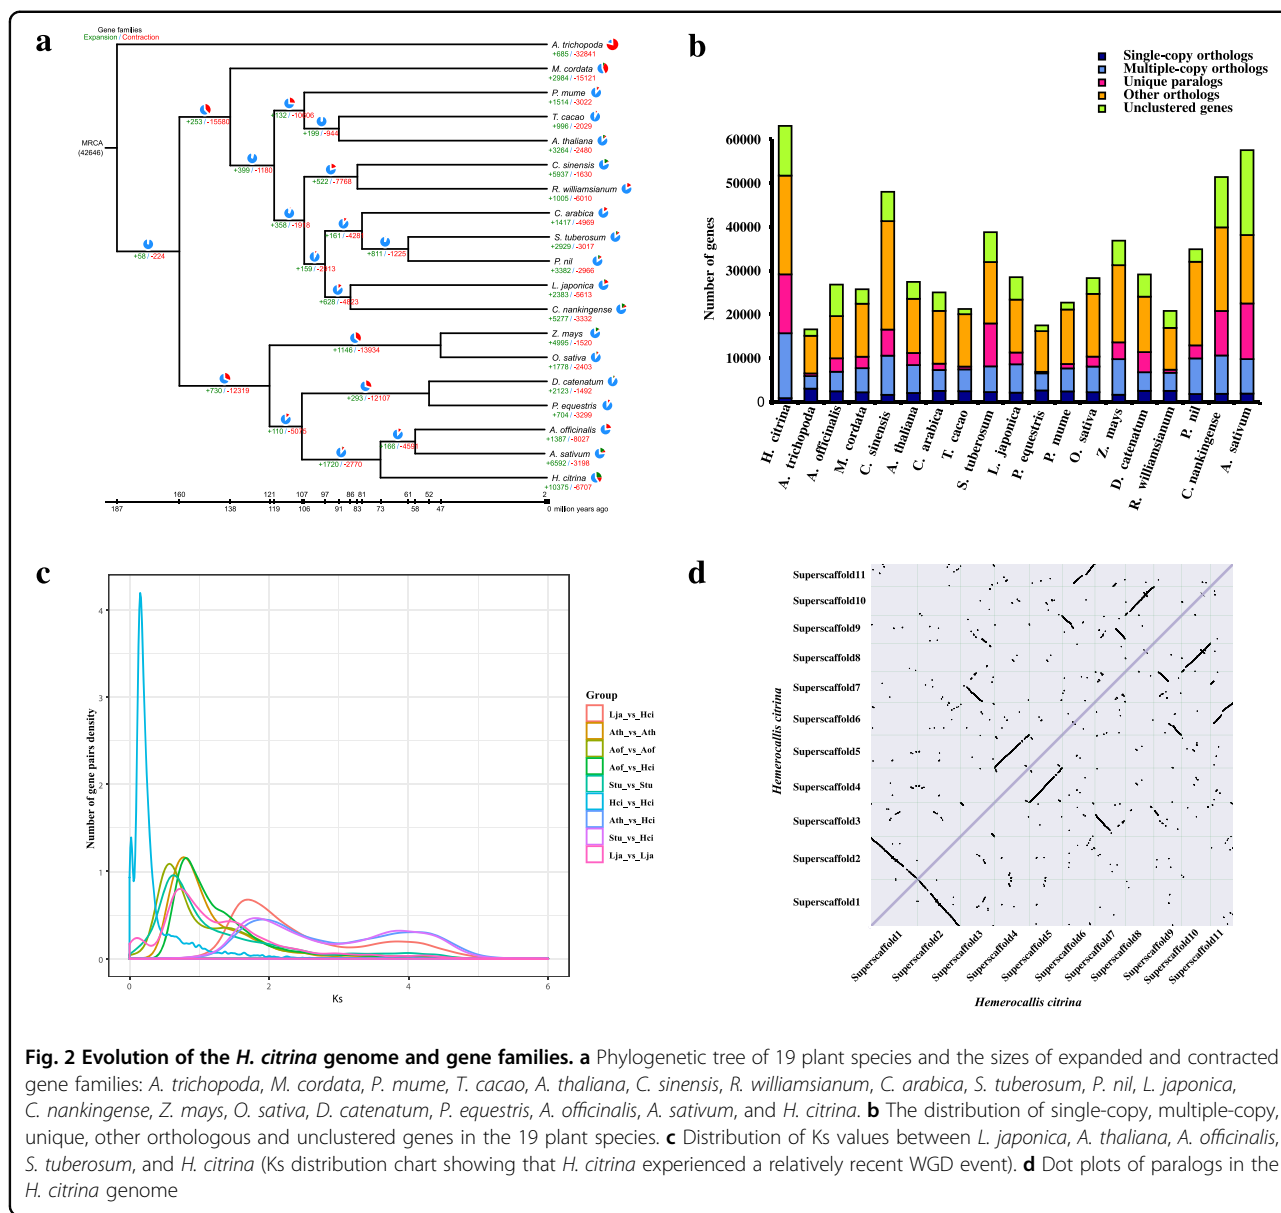 a
Gene families
Expansion / Contraction
MRCA
(42646)
A. trichopoda
+685/ -32841
M. cordata
+2984/ -15121
P. mume
+1514/ -3022
T. cacao
+996/ -2029
A. thaliana
+3264/ -2480
C. sinensis
+5937/ -1630
R. williamsianum
+1005/ -6010
C. arabica
+1417/ -4969
S. tuberosum
+2929/ -3017
P. nil
+3382/ -2966
L. japonica
+2383/ -5613
C. nankingense
+5277/ -3332
Z. mays
+4995/ -1520
O. sativa
+1778/ -2403
D. catenatum
+2123/ -1492
P. equestris
+704/ -3299
A. officinalis
+1387/ -8027
A. sativum
+6592/ -3198
H. citrina
+10375/ -6707
+253 / -15580
+132 / -10606
+199 / -944
+399 / -1180
+522 / -7768
+358 / -1978
+161 / -428
+811 / -1225
+159 /
+628 / -4823
+58 / -224
+1146/ -13934
+730/ -12319
+293/ -12107
+110/ -5075
+166/ -4591
+1720/ -2770
160 121 107 97 86 81 61 52 2
187 138 119 106 91 83 73 58 47 0 million years ago
b
Single-copy orthologs
Multiple-copy orthologs
Unique paralogs
Other orthologs
Unclustered genes
Number of genes
60000
50000
40000
30000
20000
10000
0
H. citrina
A. trichopoda
A. officinalis
M. cordata
C. sinensis
A. thaliana
C. arabica
T. cacao
S. tuberosum
L. japonica
P. equestris
P. mume
O. sativa
Z. mays
D. catenatum
R. williamsianum
P. nil
C. nankingense
A. sativum
c
Number of gene pairs density
4
3
2
1
0
0 2 4 6
Ks
Group
Lja_vs_Hci
Ath_vs_Ath
Aof_vs_Aof
Aof_vs_Hci
Stu_vs_Stu
Hci_vs_Hci
Ath_vs_Hci
Stu_vs_Hci
Lja_vs_Lja
d
Hemerocallis citrina
Superscaffold11
Superscaffold10
Superscaffold9
Superscaffold8
Superscaffold7
Superscaffold6
Superscaffold5
Superscaffold4
Superscaffold3
Superscaffold2
Superscaffold1
Superscaffold1
Superscaffold2
Superscaffold3
Superscaffold4
Superscaffold5
Superscaffold6
Superscaffold7
Superscaffold8
Superscaffold9
Superscaffold10
Superscaffold11
Hemerocallis citrina
Fig. 2 Evolution of the H. citrina genome and gene families. a Phylogenetic tree of 19 plant species and the sizes of expanded and contracted
gene families: A. trichopoda, M. cordata, P. mume, T. cacao, A. thaliana, C. sinensis, R. williamsianum, C. arabica, S. tuberosum, P. nil, L. japonica,
C. nankingense, Z. mays, O. sativa, D. catenatum, P. equestris, A. officinalis, A. sativum, and H. citrina. b The distribution of single-copy, multiple-copy,
unique, other orthologous and unclustered genes in the 19 plant species. c Distribution of Ks values between L. japonica, A. thaliana, A. officinalis,
S. tuberosum, and H. citrina (Ks distribution chart showing that H. citrina experienced a relatively recent WGD event). d Dot plots of paralogs in the
H. citrina genome